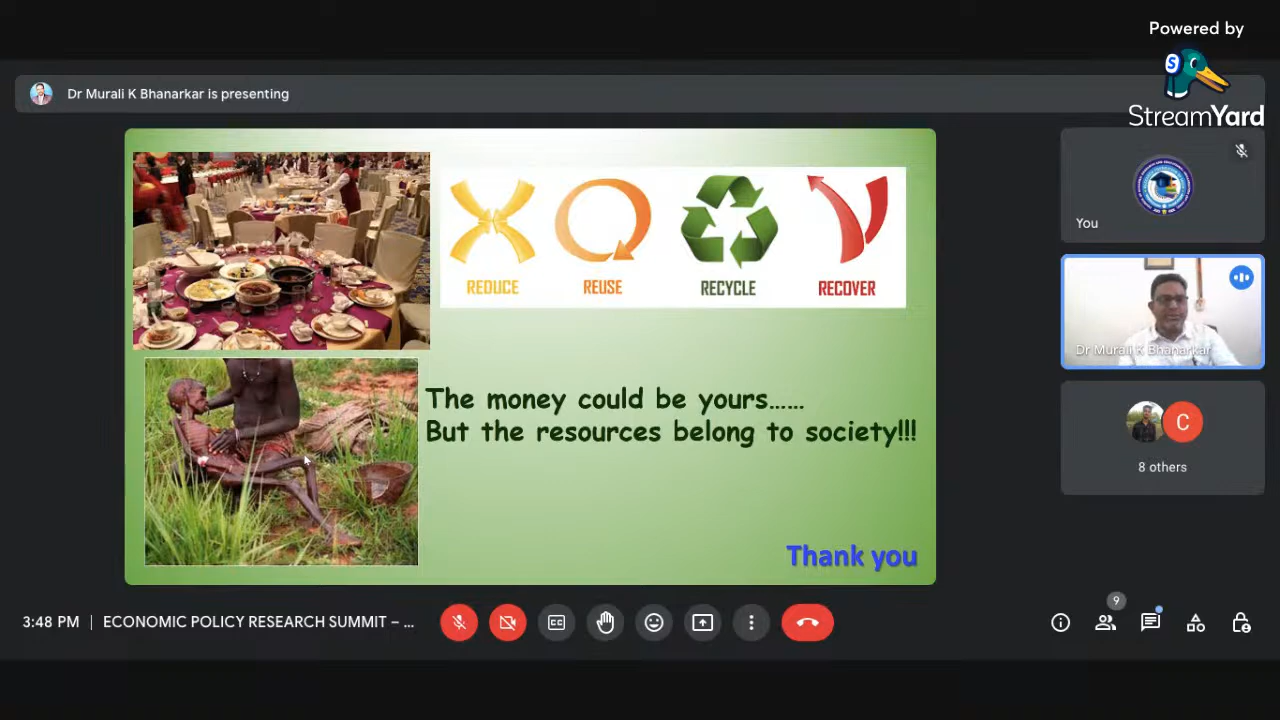 Powered by
StreamYard
Dr Murali K Bhanarkar is presenting
REDUCE
REUSE
RECYCLE
RECOVER
The money could be yours......
But the resources belong to society!!!
Thank you
You
Dr Murali K Bhanarkar
C
8 others
3:48 PM | ECONOMIC POLICY RESEARCH SUMMIT – ...
CC
9